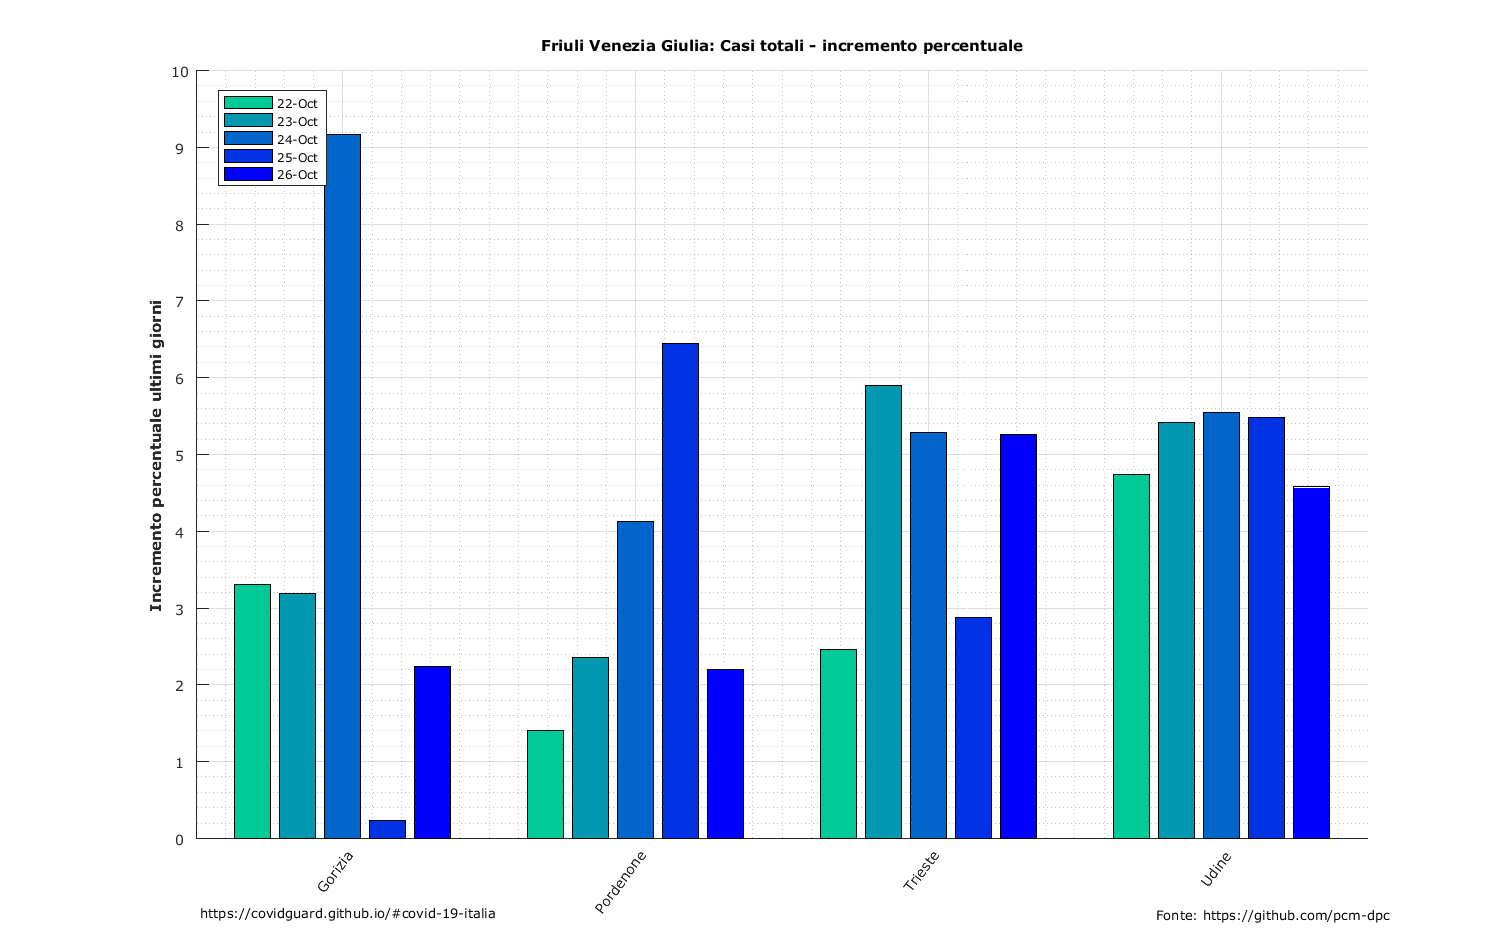 Friuli Venezia Giulia: Casi totali - incremento percentuale
10
9
8
7
6
5
4
3
2
1
0
Incremento percentuale ultimi giorni
22-Oct
23-Oct
24-Oct
25-Oct
26-Oct
Gorizia
Pordenone
Trieste
Udine
https://covidguard.github.io/#covid-19-italia
Fonte: https://github.com/pcm-dpc